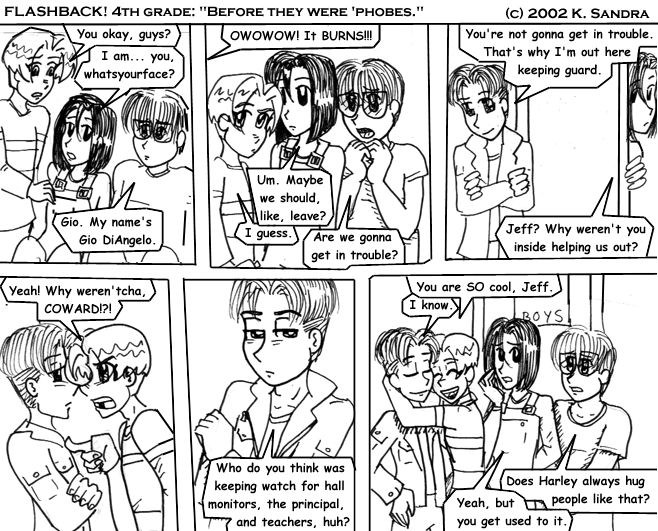 FLASHBACK! 4TH GRADE: "BEFORE THEY WERE 'PHOBES." (C) 2002 K. SANDRA
You okay, guys?
I am... you,
whatsyourface?
Gio. My name's
Gio DiAngelo.
OWOWOW! It BURNS!!!
Um. Maybe
we should,
like, leave?
I guess.
Are we gonna
get in trouble?
You're not gonna get in trouble.
That's why I'm out here
keeping guard.
Jeff? Why weren't you
inside helping us out?
Yeah! Why weren'tcha,
COWARD!?!
Who do you think was
keeping watch for hall
monitors, the principal,
and teachers, huh?
You are SO cool, Jeff.
I know.
BOYS
Does Harley always hug
people like that?
Yeah, but
you get used to it.